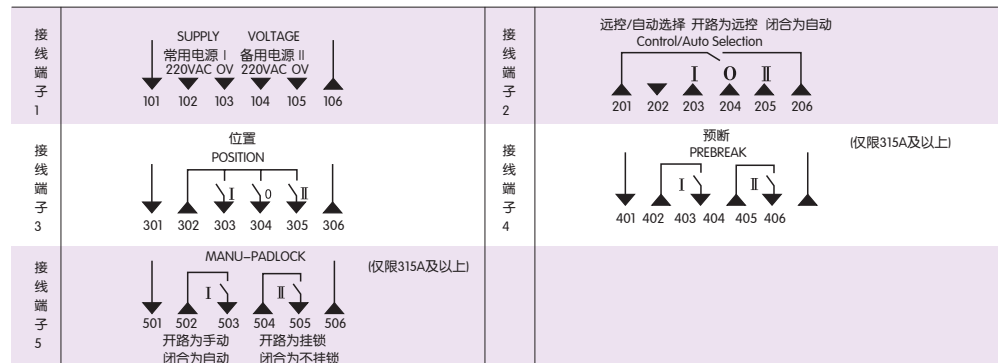 接线端子1
SUPPLY VOLTAGE
常用电源 I 备用电源 II
220VAC OV 220VAC OV
101 102 103 104 105 106
接线端子2
远控/自动选择 开路为远控 闭合为自动
Control/Auto Selection
I O II
201 202 203 204 205 206
接线端子3
位置
POSITION
I 0 II
301 302 303 304 305 306
接线端子4
预断
PREBREAK
(仅限315A及以上)
I II
401 402 403 404 405 406
接线端子5
MANU-PADLOCK
(仅限315A及以上)
I II
501 502 503 504 505 506
开路为手动 开路为挂锁
闭合为自动 闭合为不挂锁